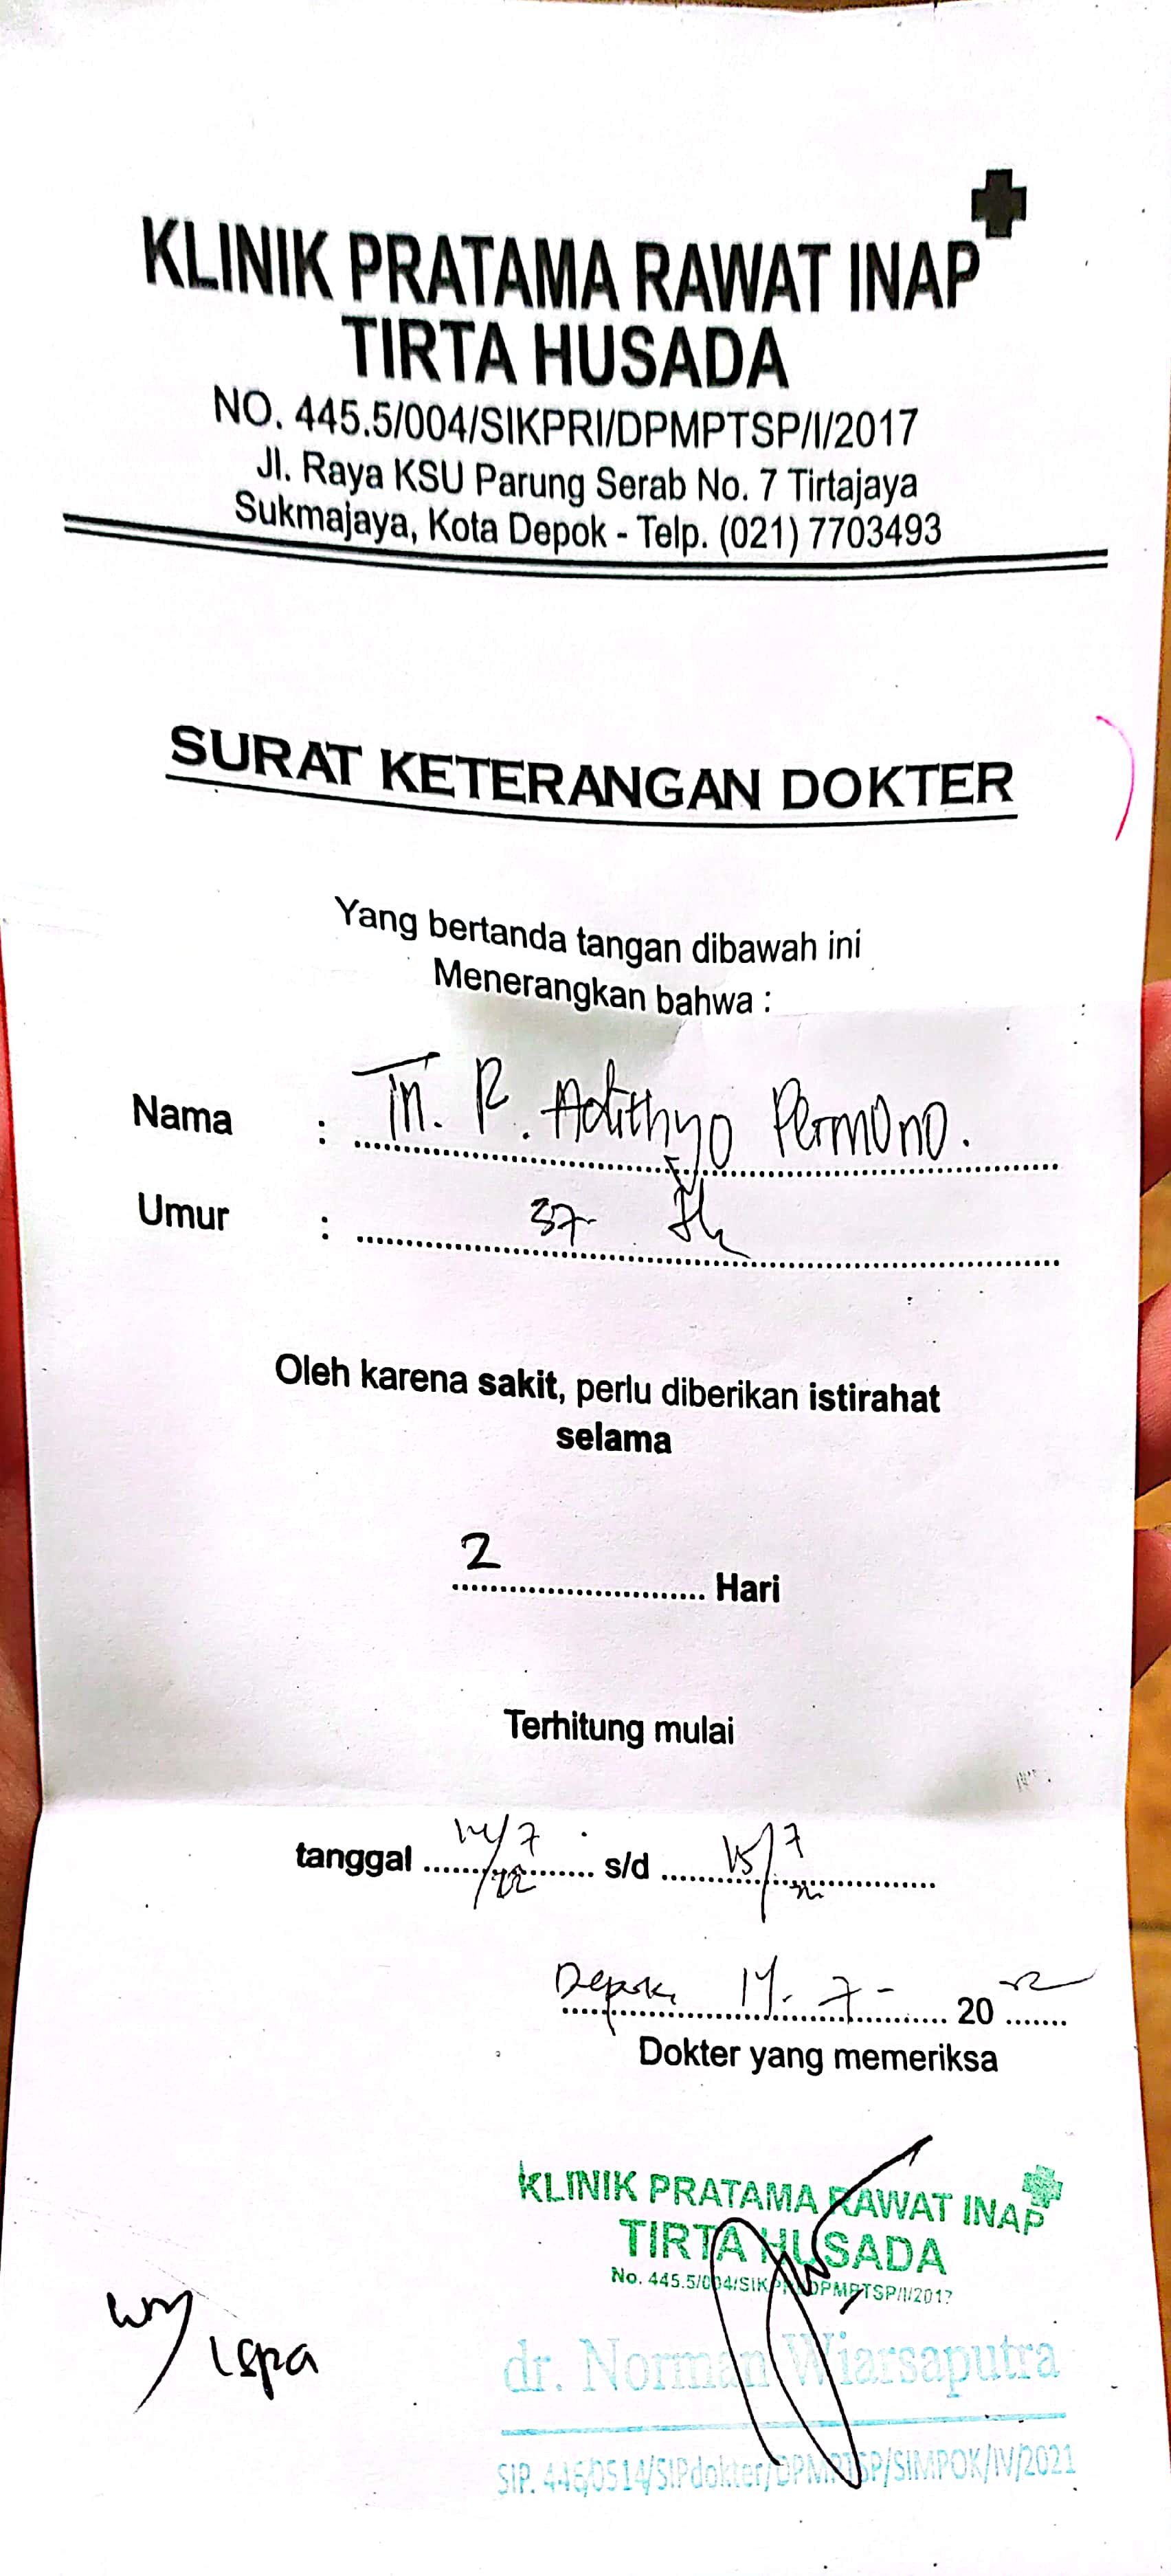 KLINIK PRATAMA RAWAT INAP
TIRTA HUSADA
NO. 445.5/004/SIKPRI/DPMPTSP/I/2017
Jl. Raya KSU Parung Serab No. 7 Tirtajaya
Sukmajaya, Kota Depok - Telp. (021) 7703493
SURAT KETERANGAN DOKTER
Yang bertanda tangan dibawah ini
Menerangkan bahwa :
Nama : Tn. R. Adithyo Permono.
Umur : 37 th
Oleh karena sakit, perlu diberikan istirahat
selama
2 Hari
Terhitung mulai
tanggal 14/7/22 s/d 15/7/22
Depok, 14-7-2022
Dokter yang memeriksa
KLINIK PRATAMA RAWAT INAP
TIRTA HUSADA
No. 445.5/004/SIKPRI/DPMPTSP/I/2017
dr. Norman Wiarsaputra
SIP. 446/0514/SIPdokter/DPMPTSP/SIMPOK/IV/2021
ISPA